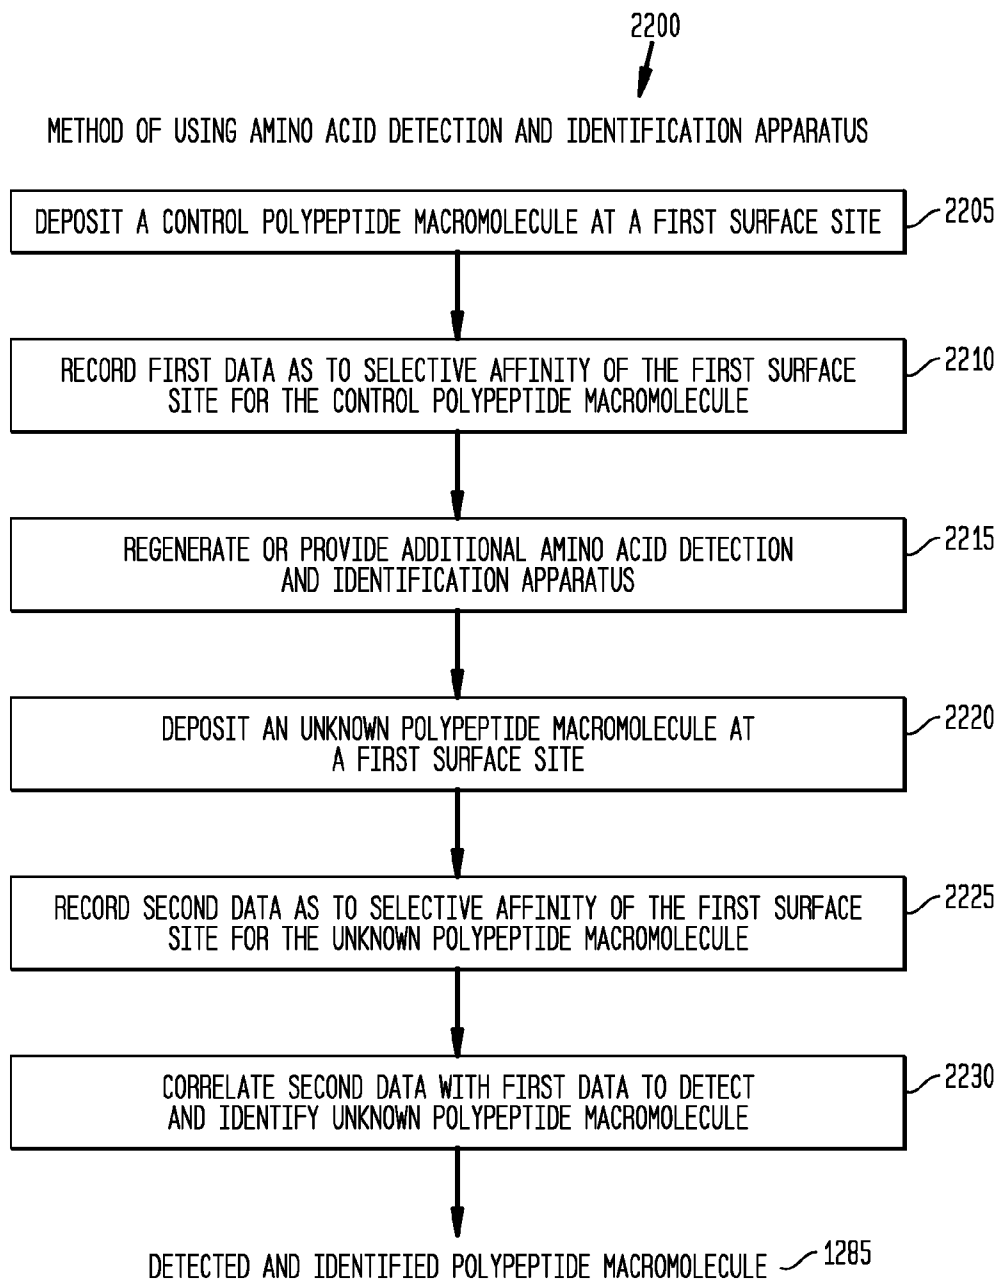 2200
METHOD OF USING AMINO ACID DETECTION AND IDENTIFICATION APPARATUS
DEPOSIT A CONTROL POLYPEPTIDE MACROMOLECULE AT A FIRST SURFACE SITE
2205
RECORD FIRST DATA AS TO SELECTIVE AFFINITY OF THE FIRST SURFACE
SITE FOR THE CONTROL POLYPEPTIDE MACROMOLECULE
2210
REGENERATE OR PROVIDE ADDITIONAL AMINO ACID DETECTION
AND IDENTIFICATION APPARATUS
2215
DEPOSIT AN UNKNOWN POLYPEPTIDE MACROMOLECULE AT
A FIRST SURFACE SITE
2220
RECORD SECOND DATA AS TO SELECTIVE AFFINITY OF THE FIRST SURFACE
SITE FOR THE UNKNOWN POLYPEPTIDE MACROMOLECULE
2225
CORRELATE SECOND DATA WITH FIRST DATA TO DETECT
AND IDENTIFY UNKNOWN POLYPEPTIDE MACROMOLECULE
2230
DETECTED AND IDENTIFIED POLYPEPTIDE MACROMOLECULE
1285